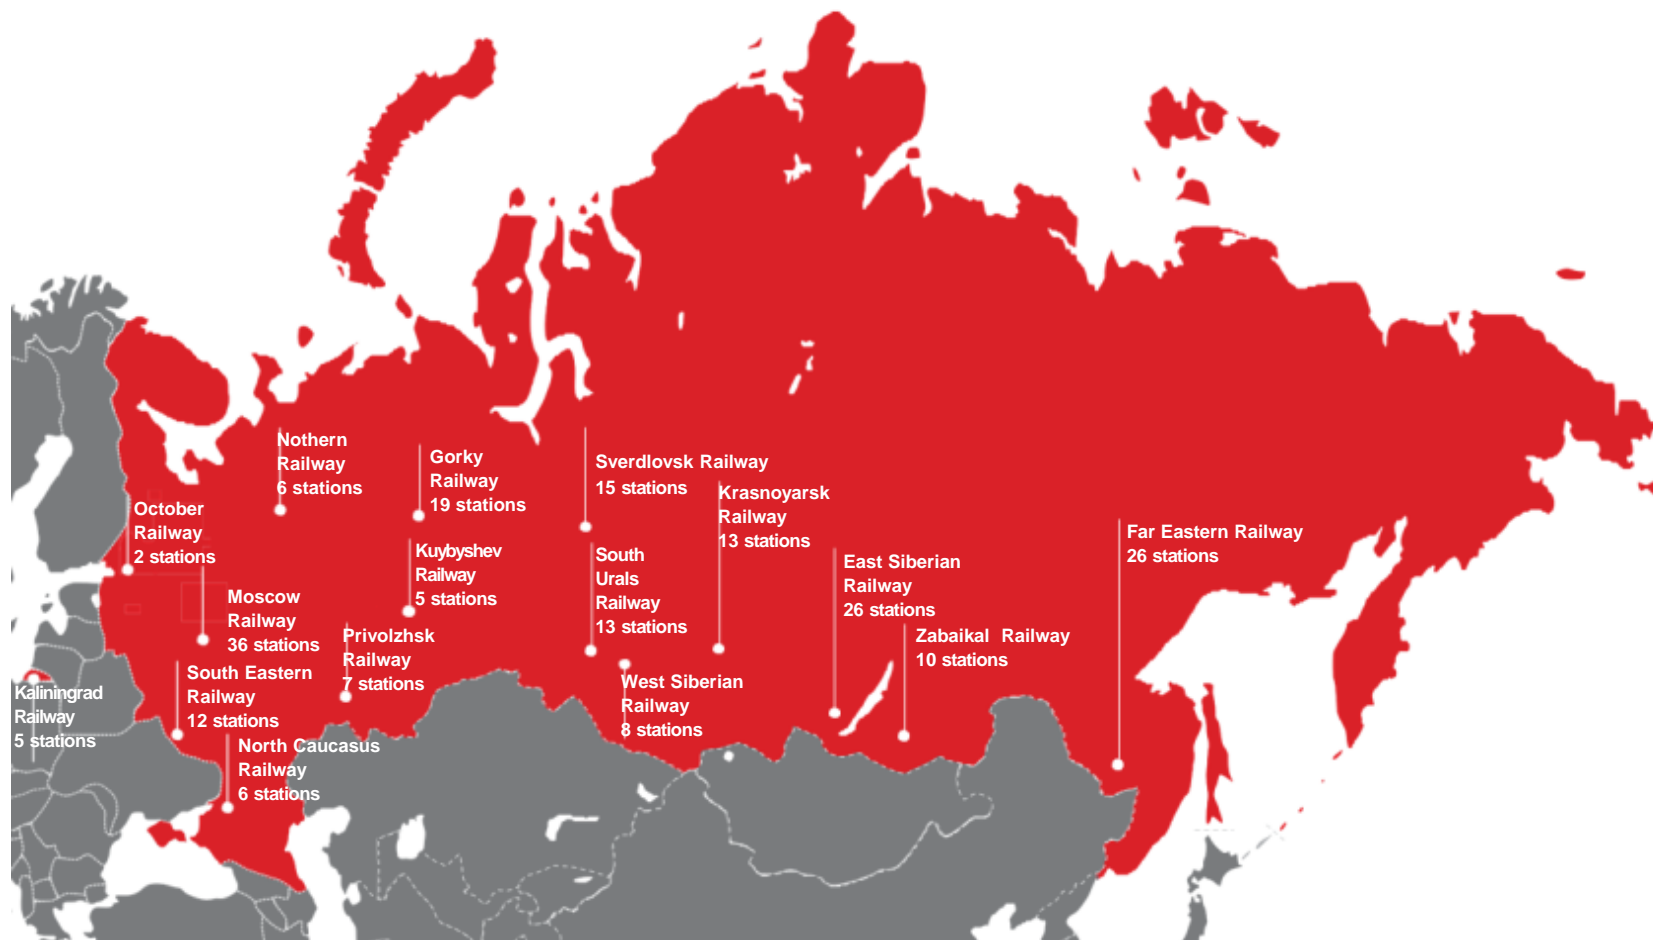 Nothern
Railway
6 stations
Gorky
Railway
19 stations
Sverdlovsk Railway
15 stations
Krasnoyarsk
Railway
13 stations
October
Railway
2 stations
Kuybyshev
Railway
5 stations
South
Urals
Railway
13 stations
East Siberian
Railway
26 stations
Far Eastern Railway
26 stations
Moscow
Railway
36 stations
Privolzhsk
Railway
7 stations
Zabaikal Railway
10 stations
South Eastern
Railway
12 stations
West Siberian
Railway
8 stations
Kaliningrad
Railway
5 stations
North Caucasus
Railway
6 stations